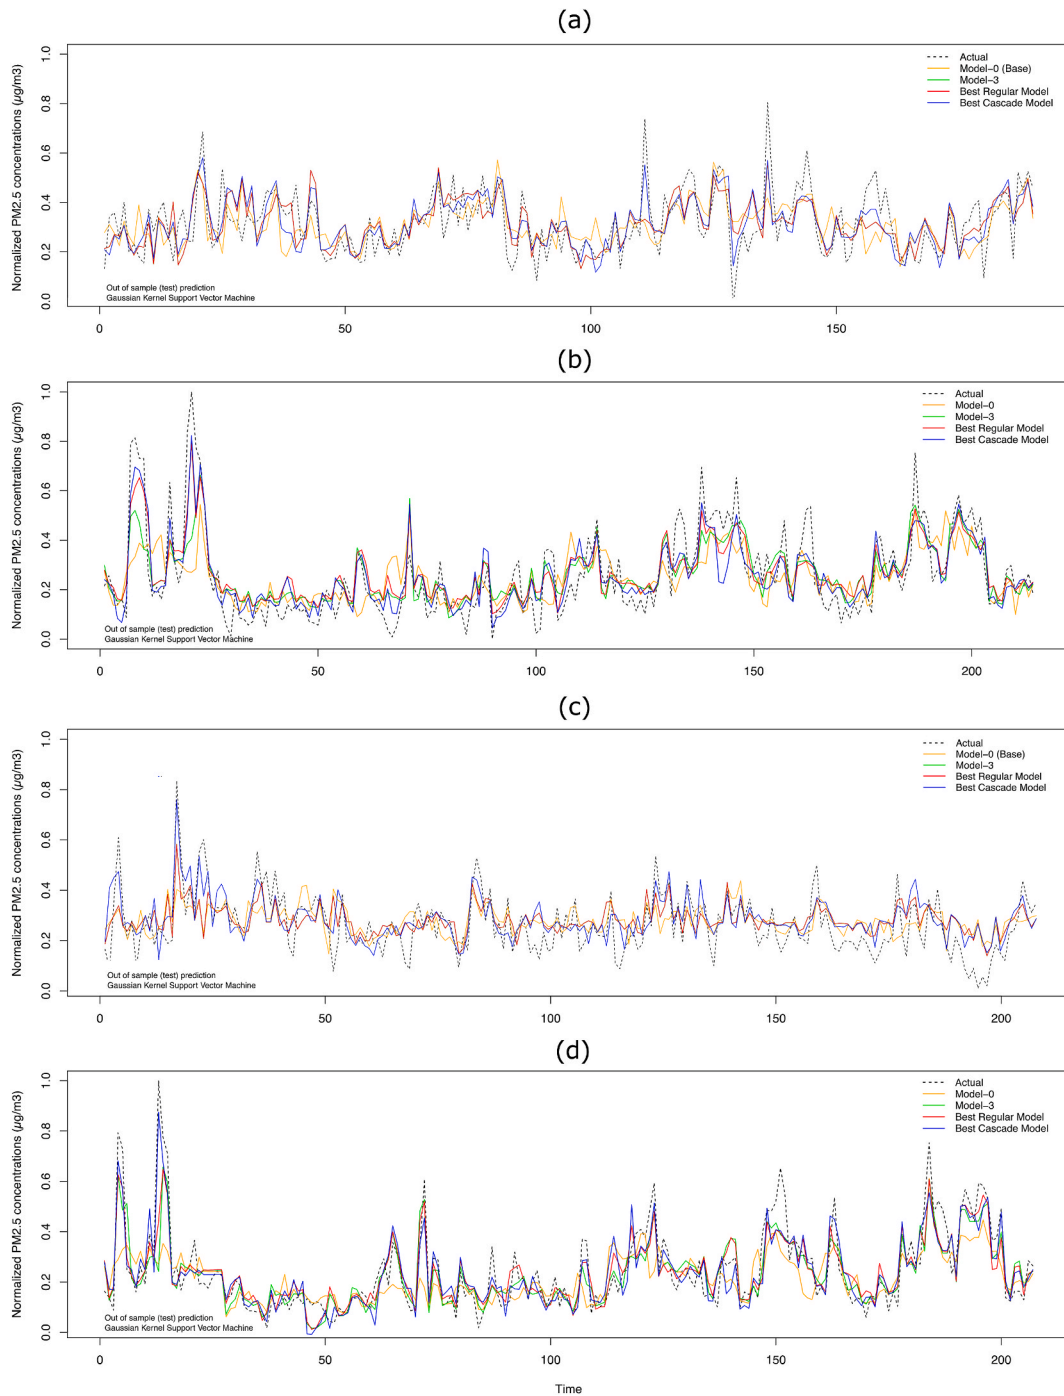 (a)
Normalized PM2.5 concentrations (µg/m3)
1.0
0.8
0.6
0.4
0.2
0.0
Actual
Model−0 (Base)
Model−3
Best Regular Model
Best Cascade Model
Out of sample (test) prediction
Gaussian Kernel Support Vector Machine
0 50 100 150
(b)
Normalized PM2.5 concentrations (µg/m3)
1.0
0.8
0.6
0.4
0.2
0.0
Actual
Model−0
Model−3
Best Regular Model
Best Cascade Model
Out of sample (test) prediction
Gaussian Kernel Support Vector Machine
0 50 100 150 200
(c)
Normalized PM2.5 concentrations (µg/m3)
1.0
0.8
0.6
0.4
0.2
0.0
Actual
Model−0 (Base)
Model−3
Best Regular Model
Best Cascade Model
Out of sample (test) prediction
Gaussian Kernel Support Vector Machine
0 50 100 150 200
(d)
Normalized PM2.5 concentrations (µg/m3)
1.0
0.8
0.6
0.4
0.2
0.0
Actual
Model−0
Model−3
Best Regular Model
Best Cascade Model
Out of sample (test) prediction
Gaussian Kernel Support Vector Machine
0 50 100 150 200
Time